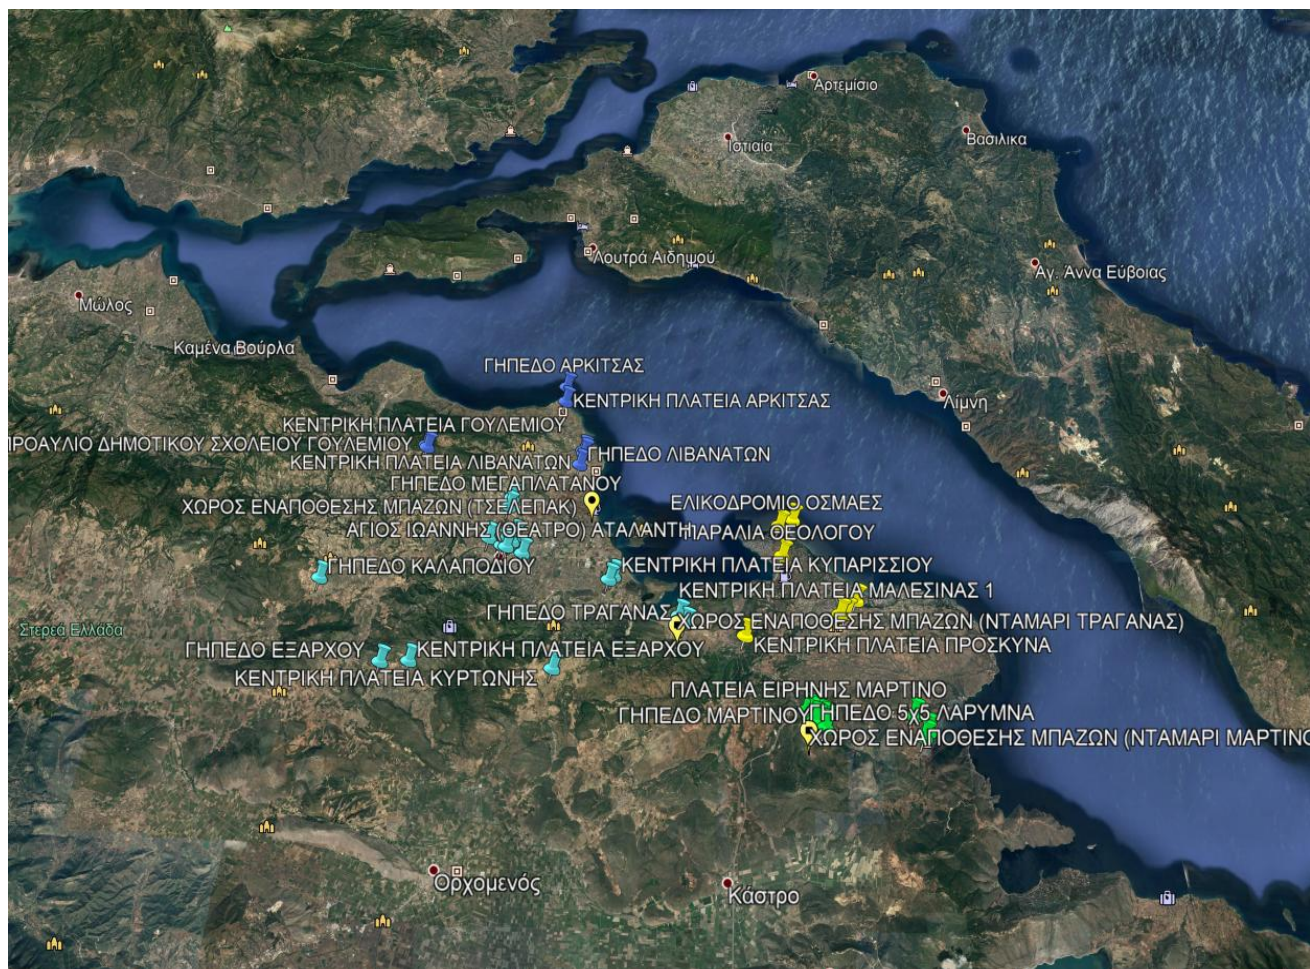 Αρτεμίσιο
Ιστιαία
Βασιλικα
Λουτρά Αιδηψού
Αγ. Άννα Εύβοιας
Μώλος
Καμένα Βούρλα
ΓΗΠΕΔΟ ΑΡΚΙΤΣΑΣ
Λίμνη
ΚΕΝΤΡΙΚΗ ΠΛΑΤΕΙΑ ΑΡΚΙΤΣΑΣ
ΚΕΝΤΡΙΚΗ ΠΛΑΤΕΙΑ ΓΟΥΛΕΜΙΟΥ
ΠΡΟΑΥΛΙΟ ΔΗΜΟΤΙΚΟΥ ΣΧΟΛΕΙΟΥ ΓΟΥΛΕΜΙΟΥ
ΓΗΠΕΔΟ ΛΙΒΑΝΑΤΩΝ
ΚΕΝΤΡΙΚΗ ΠΛΑΤΕΙΑ ΛΙΒΑΝΑΤΩΝ
ΓΗΠΕΔΟ ΜΕΓΑΠΛΑΤΑΝΟΥ
ΧΩΡΟΣ ΕΝΑΠΟΘΕΣΗΣ ΜΠΑΖΩΝ (ΤΣΕΛΕΠΑΚ)
ΕΛΙΚΟΔΡΟΜΙΟ ΟΣΜΑΕΣ
ΑΓΙΟΣ ΙΩΑΝΝΗΣ (ΘΕΑΤΡΟ) ΑΤΑΛΑΝΤΗ
ΠΑΡΑΛΙΑ ΘΕΟΛΟΓΟΥ
ΓΗΠΕΔΟ ΚΑΛΑΠΟΔΙΟΥ
ΚΕΝΤΡΙΚΗ ΠΛΑΤΕΙΑ ΚΥΠΑΡΙΣΣΙΟΥ
ΚΕΝΤΡΙΚΗ ΠΛΑΤΕΙΑ ΜΑΛΕΣΙΝΑΣ 1
ΓΗΠΕΔΟ ΤΡΑΓΑΝΑΣ
ΧΩΡΟΣ ΕΝΑΠΟΘΕΣΗΣ ΜΠΑΖΩΝ (ΝΤΑΜΑΡΙ ΤΡΑΓΑΝΑΣ)
Στερεά Ελλάδα
ΚΕΝΤΡΙΚΗ ΠΛΑΤΕΙΑ ΠΡΟΣΚΥΝΑ
ΓΗΠΕΔΟ ΕΞΑΡΧΟΥ
ΚΕΝΤΡΙΚΗ ΠΛΑΤΕΙΑ ΕΞΑΡΧΟΥ
ΚΕΝΤΡΙΚΗ ΠΛΑΤΕΙΑ ΚΥΡΤΩΝΗΣ
ΠΛΑΤΕΙΑ ΕΙΡΗΝΗΣ ΜΑΡΤΙΝΟ
ΓΗΠΕΔΟ ΜΑΡΤΙΝΟΥ
ΓΗΠΕΔΟ 5χ5 ΛΑΡΥΜΝΑ
ΧΩΡΟΣ ΕΝΑΠΟΘΕΣΗΣ ΜΠΑΖΩΝ (ΝΤΑΜΑΡΙ ΜΑΡΤΙΝΟ
Ορχομενός
Κάστρο